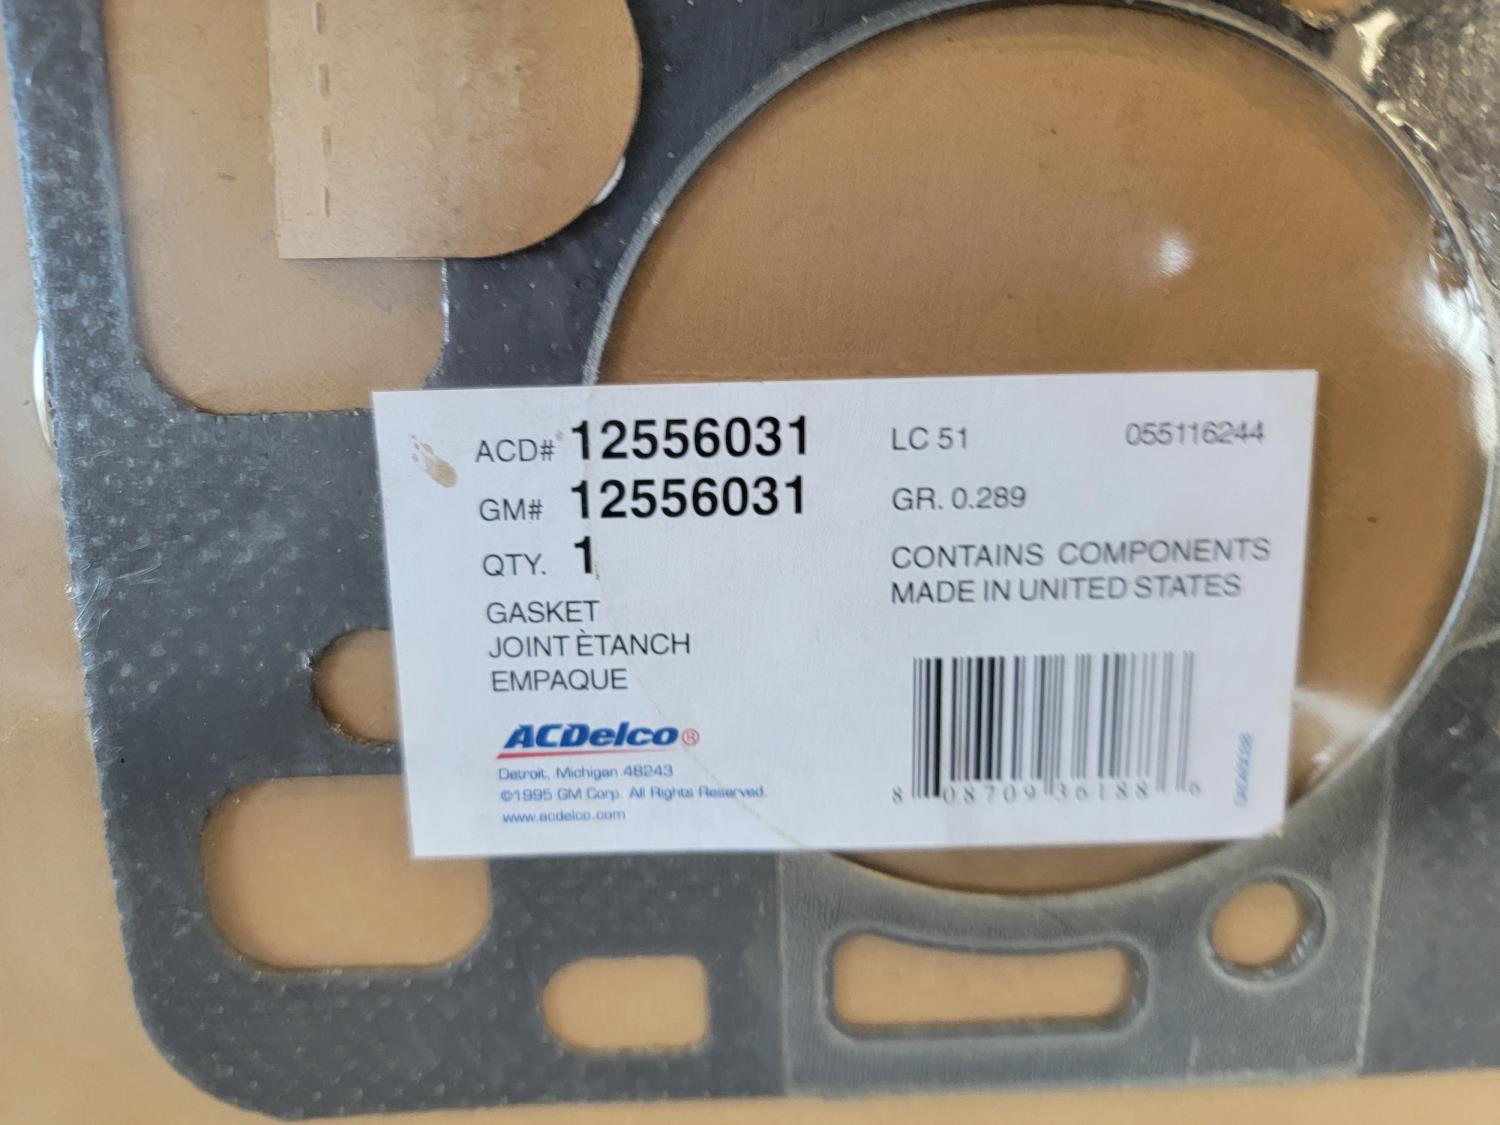 ACD# 12556031 LC 51 055116244
GM# 12556031 GR. 0.289
QTY. 1
CONTAINS COMPONENTS
MADE IN UNITED STATES
GASKET
JOINT ÈTANCH
EMPAQUE
ACDelco®
Detroit, Michigan 48243
©1995 GM Corp. All Rights Reserved.
www.acdelco.com
8 08709 36188 6